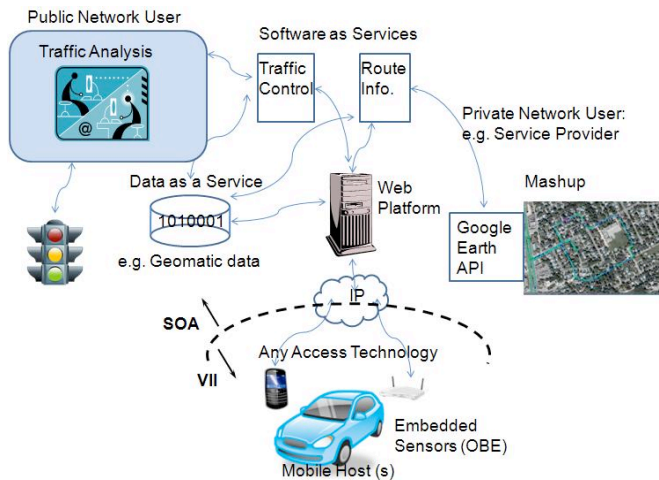 Public Network User
Traffic Analysis
@
Software as Services
Traffic
Control
Route
Info.
Private Network User:
e.g. Service Provider
Data as a Service
1010001
e.g. Geomatic data
Web
Platform
Mashup
Google
Earth
API
IP
SOA
VII
Any Access Technology
Embedded
Sensors (OBE)
Mobile Host (s)